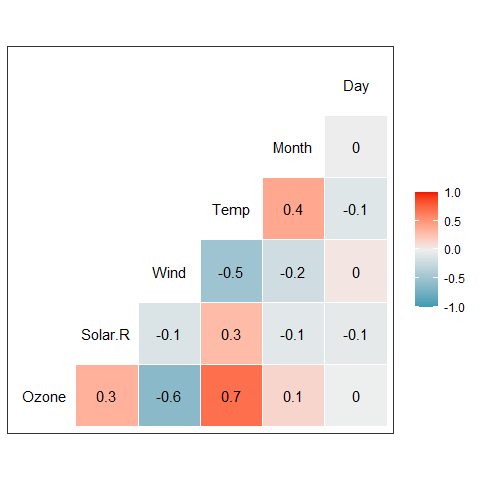 Day
Month 0
Temp 0.4 -0.1
Wind -0.5 -0.2 0
Solar.R -0.1 0.3 -0.1 -0.1
Ozone 0.3 -0.6 0.7 0.1 0
1.0
0.5
0.0
-0.5
-1.0